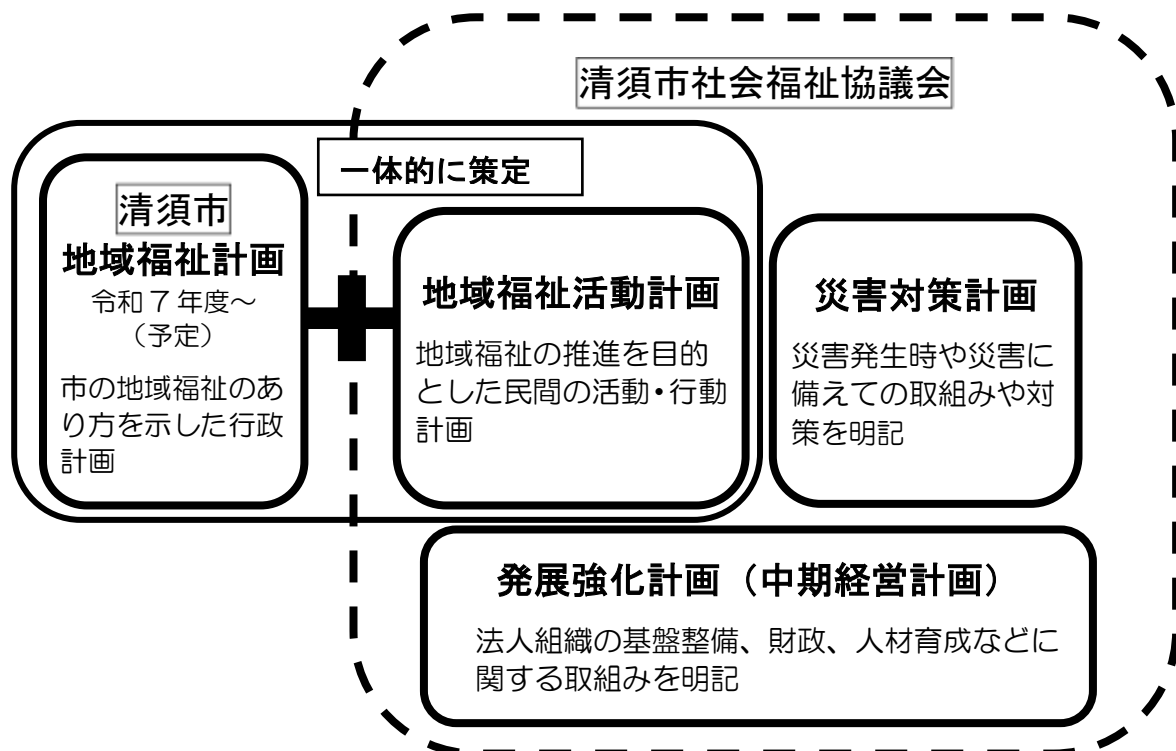 清須市社会福祉協議会
一体的に策定
清須市
地域福祉計画
令和７年度～
（予定）
市の地域福祉のあ
り方を示した行政
計画
地域福祉活動計画
地域福祉の推進を目的
とした民間の活動・行動
計画
災害対策計画
災害発生時や災害に
備えての取組みや対
策を明記
発展強化計画（中期経営計画）
法人組織の基盤整備、財政、人材育成などに
関する取組みを明記